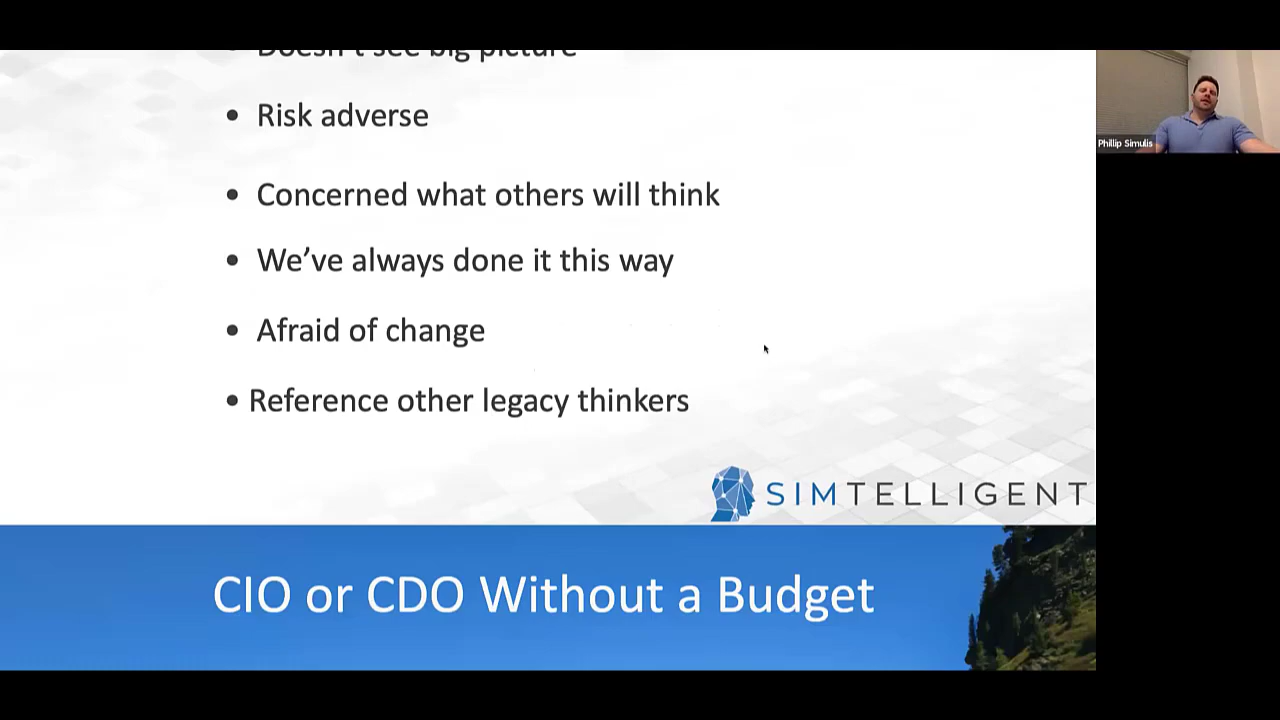 • Doesn't see big picture
• Risk adverse
Phillip Simulis
• Concerned what others will think
• We've always done it this way
• Afraid of change
• Reference other legacy thinkers
SIMTELLIGENT
CIO or CDO Without a Budget